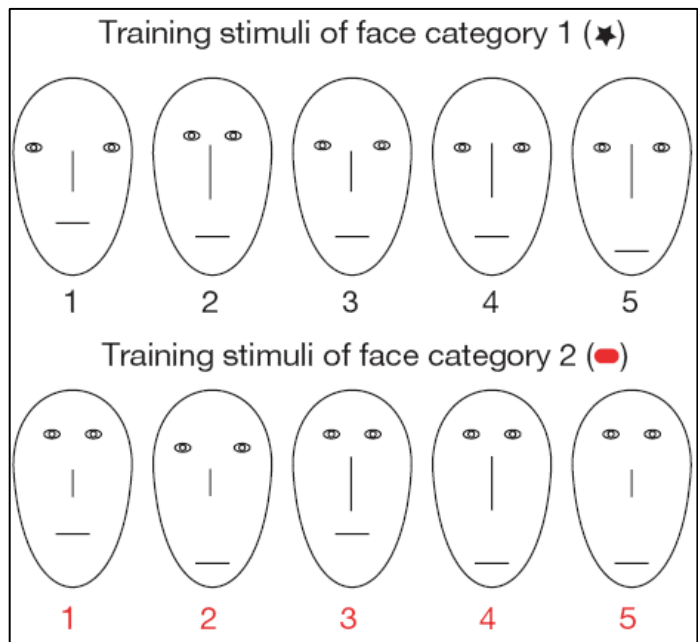 Training stimuli of face category 1 (★)
1 2 3 4 5
Training stimuli of face category 2 ()
1 2 3 4 5